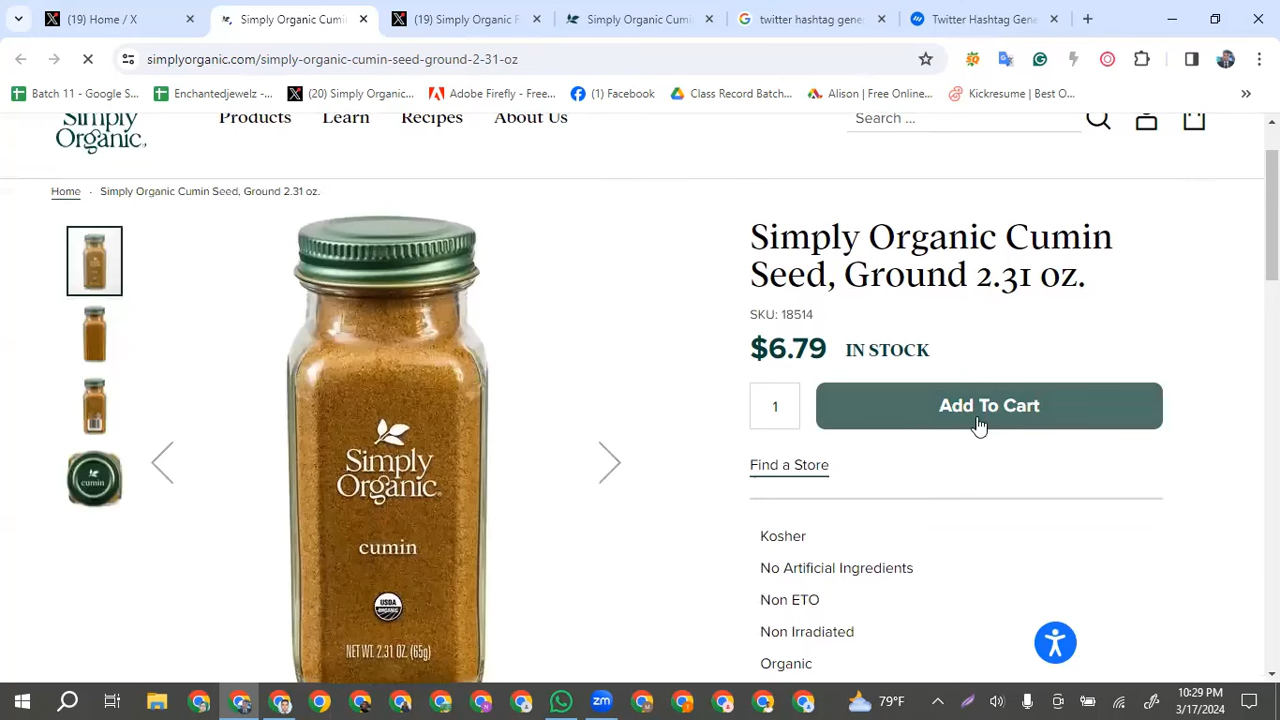 (19) Home / X
Simply Organic Cumin
(19) Simply Organic F
Simply Organic Cumin
twitter hashtag gene
Twitter Hashtag Gene
simplyorganic.com/simply-organic-cumin-seed-ground-2-31-oz
Batch 11 - Google S...
Enchantedjewelz -...
(20) Simply Organic...
Adobe Firefly - Free...
(1) Facebook
Class Record Batch...
Alison | Free Online...
Kickresume | Best O...
Simply
Organic
Products
Learn
Recipes
About Us
Search ...
Home · Simply Organic Cumin Seed, Ground 2.31 oz.
Simply Organic Cumin
Seed, Ground 2.31 oz.
SKU: 18514
$6.79 IN STOCK
1
Add To Cart
Find a Store
Kosher
No Artificial Ingredients
Non ETO
Non Irradiated
Organic
Simply
Organic
cumin
USDA
ORGANIC
NET WT. 2.31 OZ. (65g)
cumin
zm
79°F
10:29 PM
3/17/2024